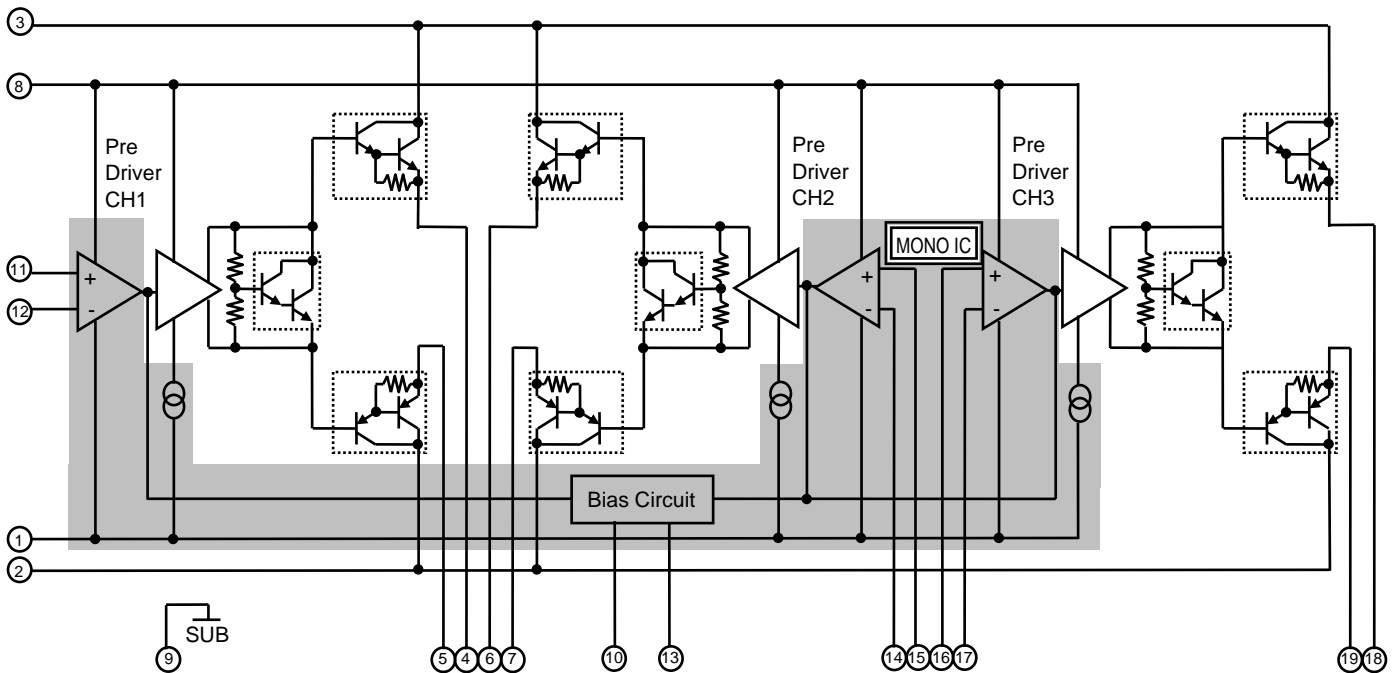 3
8
Pre
Driver
CH1
Pre
Driver
CH2
Pre
Driver
CH3
MONO IC
11
+
12
-
+
-
+
-
Bias Circuit
1
2
SUB
9
5
4
6
7
10
13
14
15
16
17
19
18